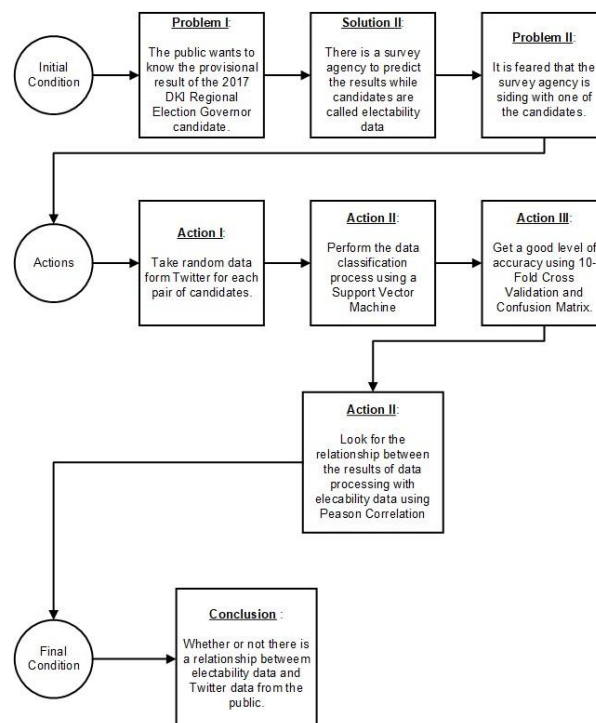 Initial
Condition
Problem I:
The public wants to
know the provisional
result of the 2017
DKI Regional
Election Governor
candidate.
Solution II:
There is a survey
agency to predict
the results while
candidates are
called electability
data
Problem II:
It is feared that the
survey agency is
siding with one of
the candidates.
Actions
Action I:
Take random data
form Twitter for each
pair of candidates.
Action II:
Perform the data
classification
process using a
Support Vector
Machine
Action III:
Get a good level of
accuracy using 10-
Fold Cross
Validation and
Confusion Matrix.
Action II:
Look for the
relationship between
the results of data
processing with
elecability data using
Peason Correlation
Final
Condition
Conclusion :
Whether or not there is
a relationship betweem
electability data and
Twitter data from the
public.